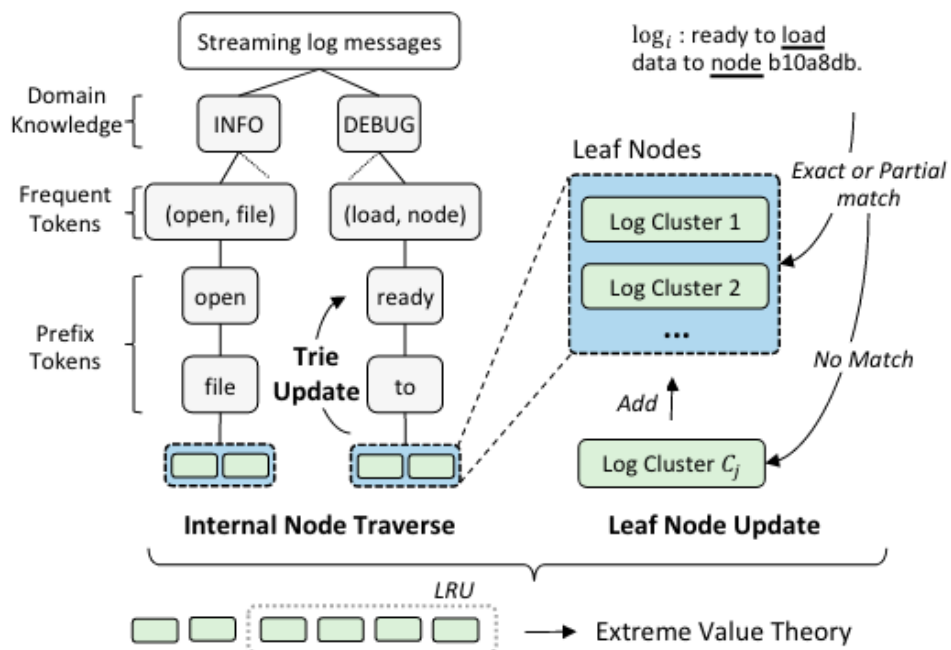 Streaming log messages
log_i : ready to load
data to node b10a8db.
Domain
Knowledge
INFO
DEBUG
Leaf Nodes
Exact or Partial
match
Frequent
Tokens
(open, file)
(load, node)
Log Cluster 1
Log Cluster 2
...
Prefix
Tokens
open
ready
file
to
Trie
Update
No Match
Add
Log Cluster C_j
Internal Node Traverse
Leaf Node Update
LRU
Extreme Value Theory